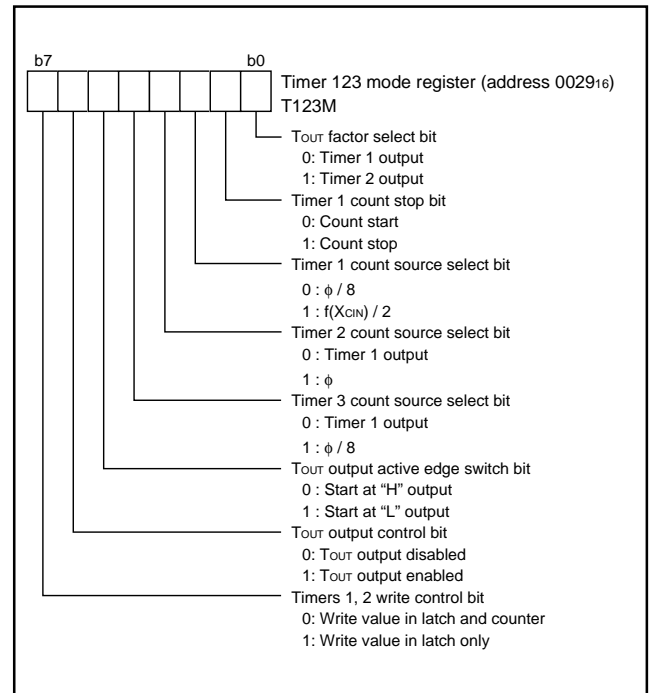 b7 b0
Timer 123 mode register (address 002916)
T123M
TOUT factor select bit
0: Timer 1 output
1: Timer 2 output
Timer 1 count stop bit
0: Count start
1: Count stop
Timer 1 count source select bit
0 : ϕ / 8
1 : f(XCIN) / 2
Timer 2 count source select bit
0 : Timer 1 output
1 : ϕ
Timer 3 count source select bit
0 : Timer 1 output
1 : ϕ / 8
TOUT output active edge switch bit
0 : Start at “H” output
1 : Start at “L” output
TOUT output control bit
0: TOUT output disabled
1: TOUT output enabled
Timers 1, 2 write control bit
0: Write value in latch and counter
1: Write value in latch only